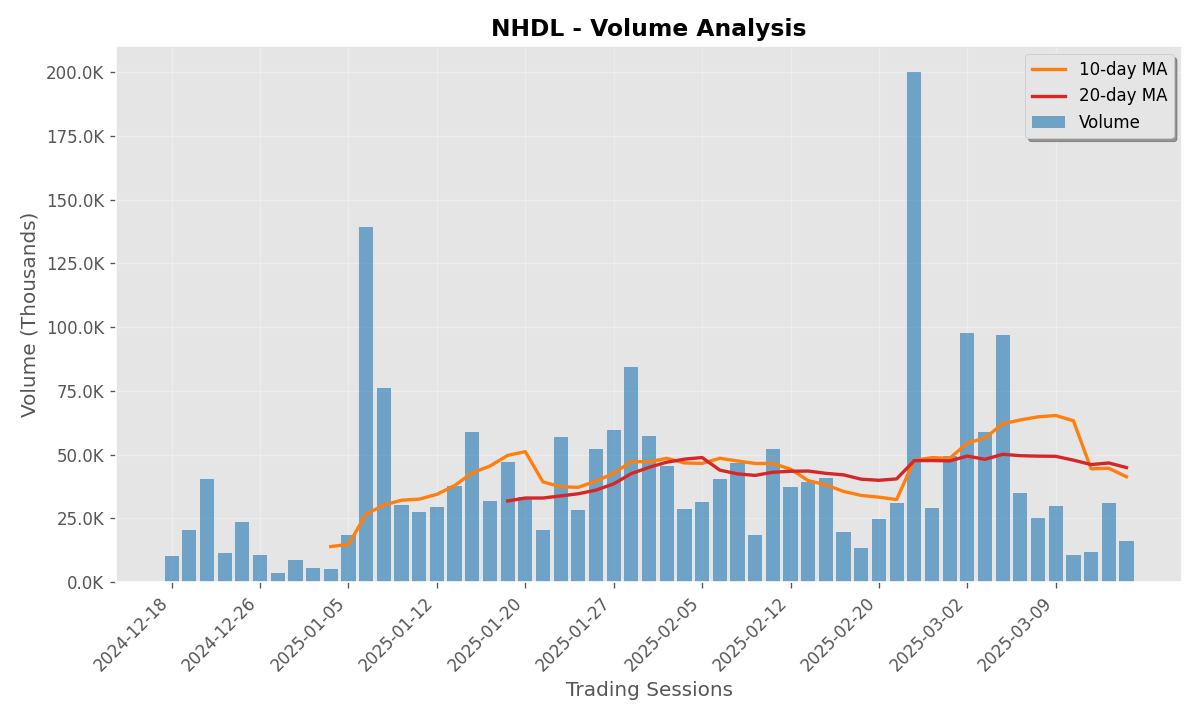 NHDL - Volume Analysis
10-day MA
20-day MA
Volume
200.0K
175.0K
150.0K
125.0K
100.0K
75.0K
50.0K
25.0K
0.0K
Volume (Thousands)
2024-12-18
2024-12-26
2025-01-05
2025-01-12
2025-01-20
2025-01-27
2025-02-05
2025-02-12
2025-02-20
2025-03-02
2025-03-09
Trading Sessions